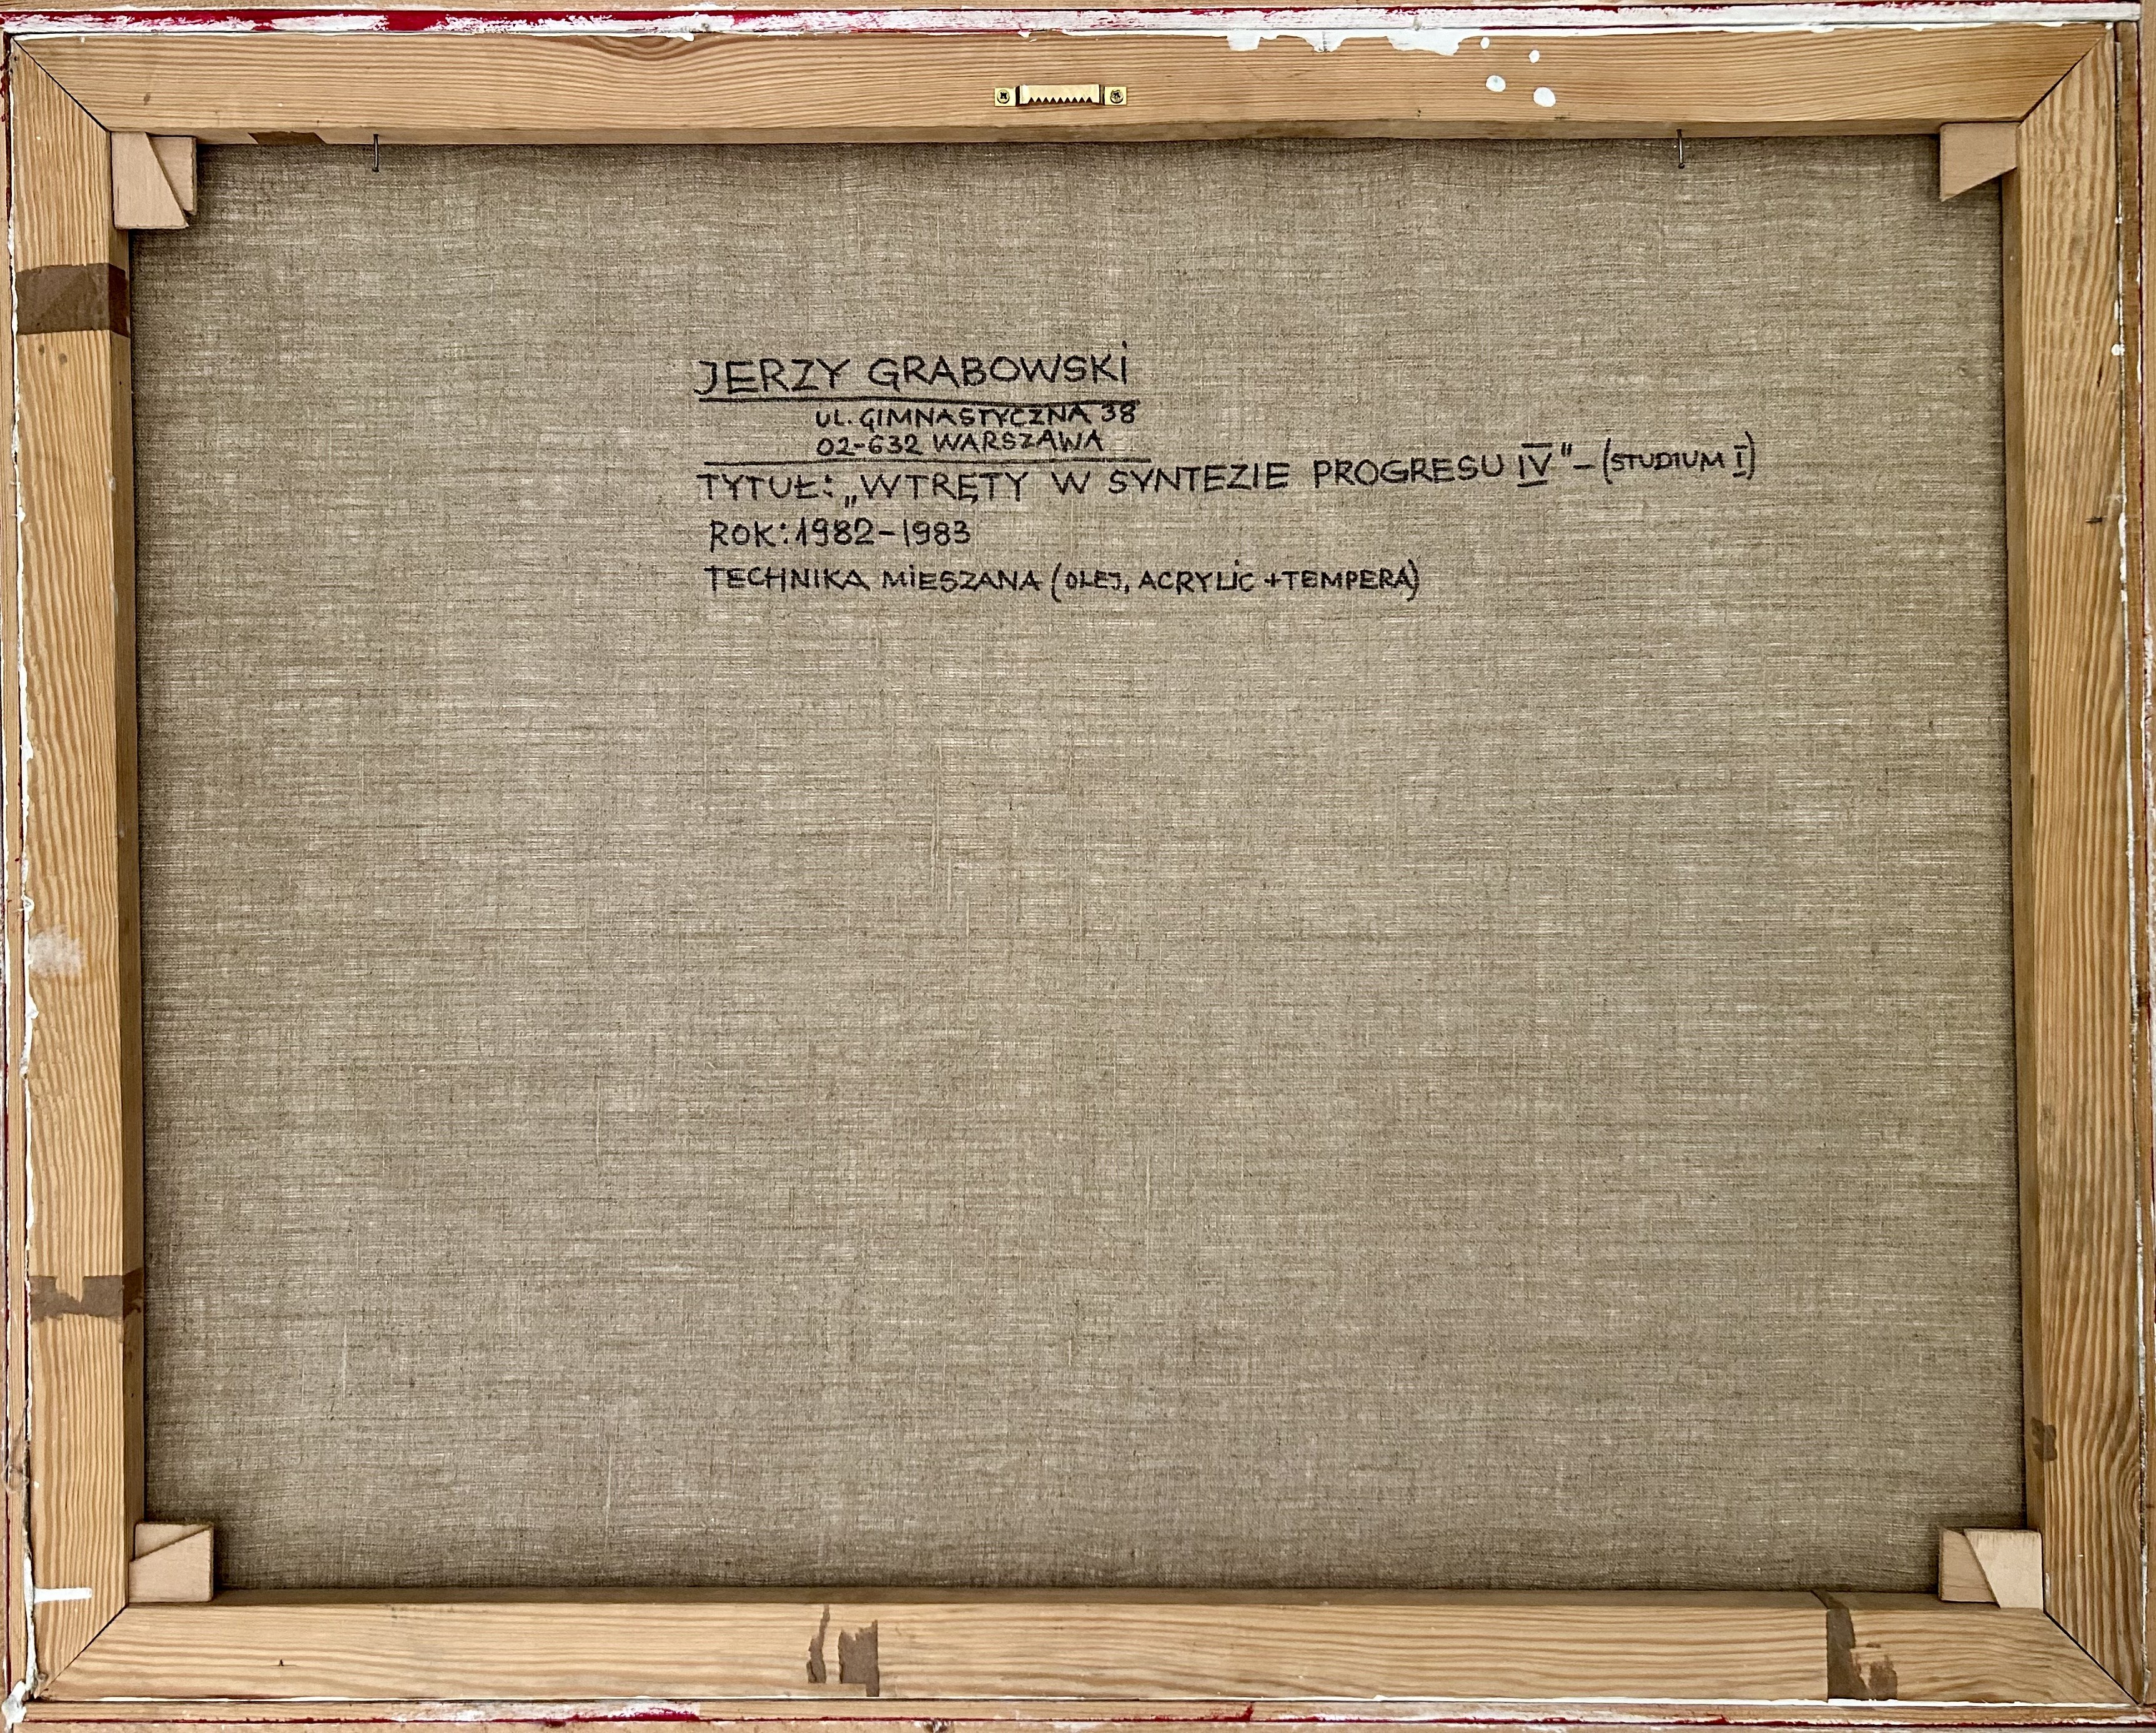 JERZY GRABOWSKI
UL. GIMNASTYCZNA 38
02-632 WARSZAWA
TYTUŁ: „WTRĘTY W SYNTEZIE PROGRESU IV" – (STUDIUM I)
ROK: 1982-1983
TECHNIKA MIESZANA (OLEJ, ACRYLIC + TEMPERA)